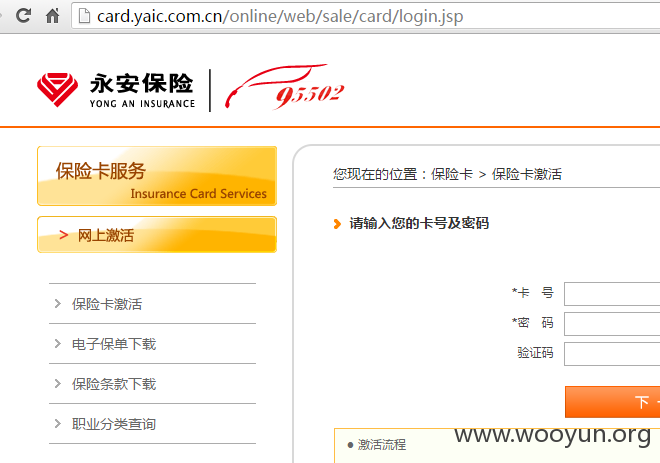 card.yaic.com.cn/online/web/sale/card/login.jsp
永安保险
YONG AN INSURANCE
95502
保险卡服务
Insurance Card Services
> 网上激活
保险卡激活
电子保单下载
保险条款下载
职业分类查询
您现在的位置：保险卡 > 保险卡激活
请输入您的卡号及密码
*卡 号
*密 码
验证码
下
● 激活流程
www.wooyun.org